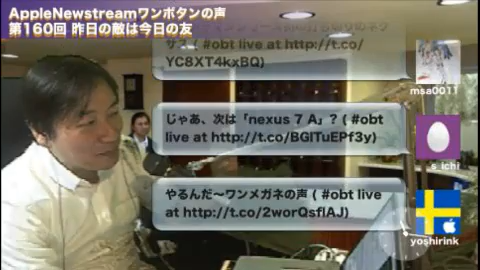 AppleNewstreamワンボタンの声
第160回 昨日の敵は今日の友
( #obt live at http://t.co/
YC8XT4kxBQ)
msa0011
じゃあ、次は「nexus 7 A」? ( #obt
live at http://t.co/BGlTuEPf3y)
s_ichi
やるんだ〜ワンメガネの声 ( #obt live
at http://t.co/2worQsflAJ)
yoshirink